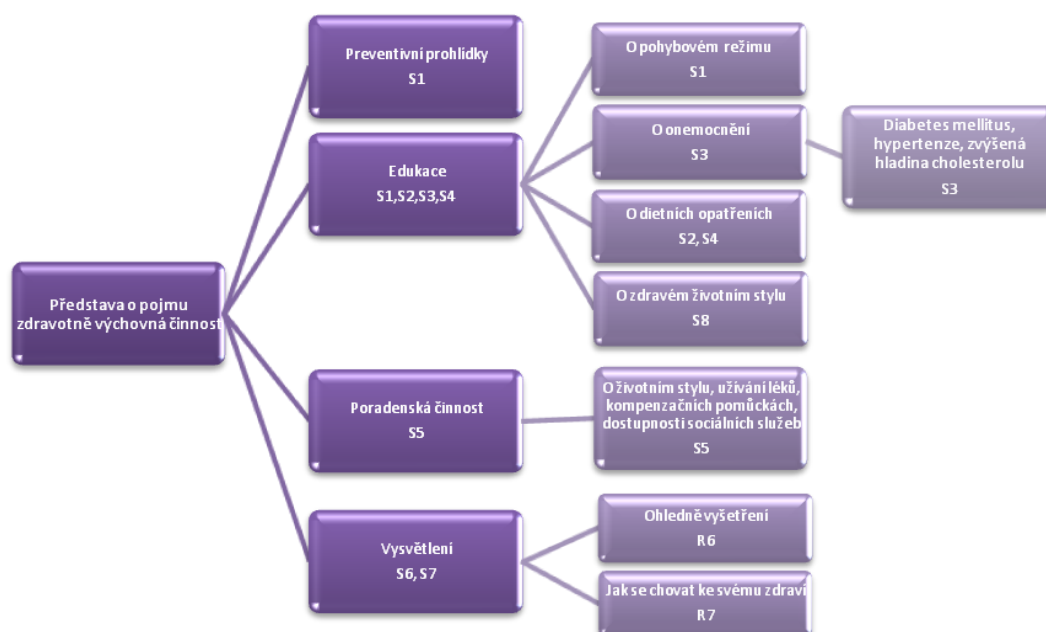 Představa o pojmu
zdravotně výchovná činnost
Preventivní prohlídky
S1
Edukace
S1,S2,S3,S4
O pohybovém režimu
S1
O onemocnění
S3
Diabetes mellitus,
hypertenze, zvýšená
hladina cholesterolu
S3
O dietních opatřeních
S2, S4
O zdravém životním stylu
S8
Poradenská činnost
S5
O životním stylu, užívání léků,
kompenzačních pomůckách,
dostupnosti sociálních služeb
S5
Vysvětlení
S6, S7
Ohledně vyšetření
R6
Jak se chovat ke svému zdraví
R7